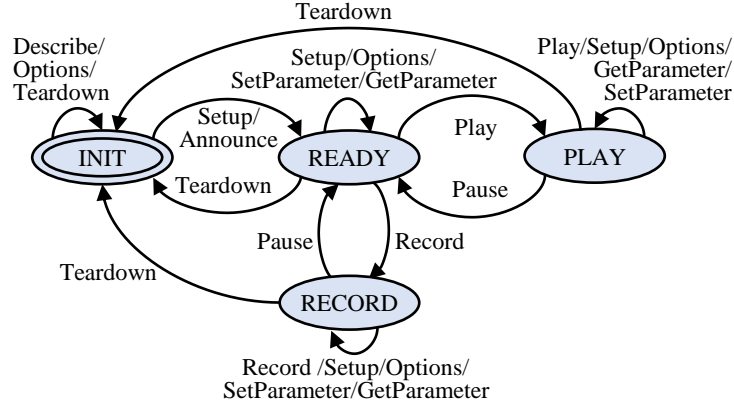 Teardown
Describe/
Options/
Teardown
Setup/Options/
SetParameter/GetParameter
Play/Setup/Options/
GetParameter/
SetParameter
Setup/
Announce
Play
INIT
READY
PLAY
Teardown
Pause
Pause
Record
Teardown
RECORD
Record /Setup/Options/
SetParameter/GetParameter